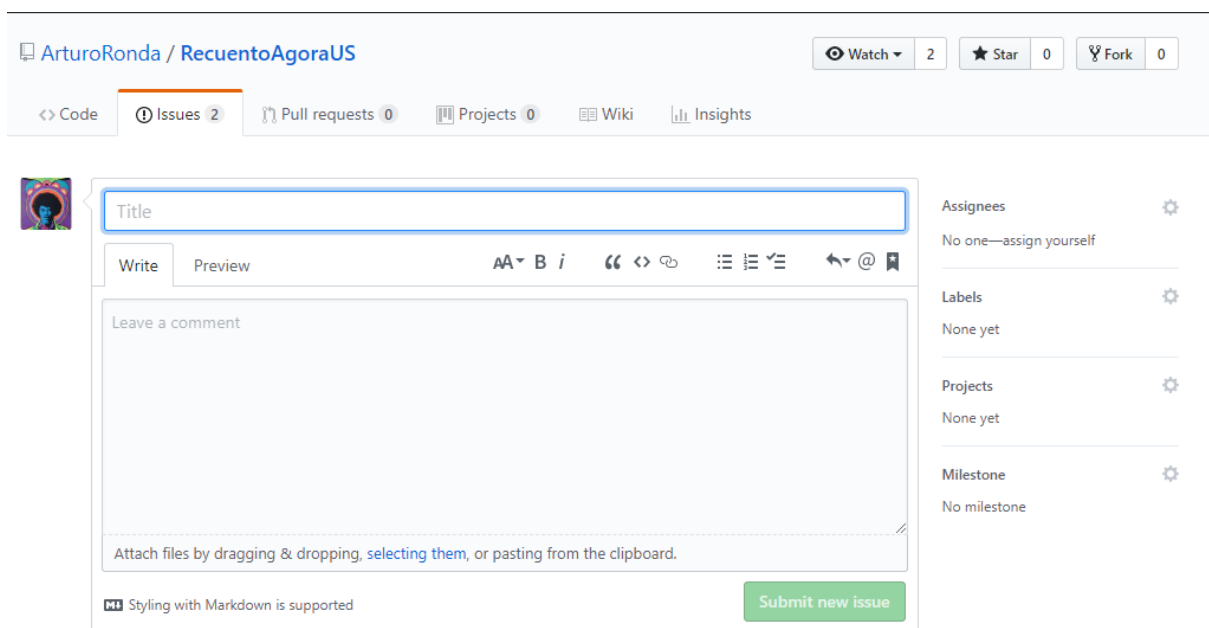 ArturoRonda / RecuentoAgoraUS
Watch 2 Star 0 Fork 0
Code Issues 2 Pull requests 0 Projects 0 Wiki Insights
Title
Write Preview AA B i “ <> @
Leave a comment
Attach files by dragging & dropping, selecting them, or pasting from the clipboard.
Styling with Markdown is supported
Submit new issue
Assignees
No one—assign yourself
Labels
None yet
Projects
None yet
Milestone
No milestone